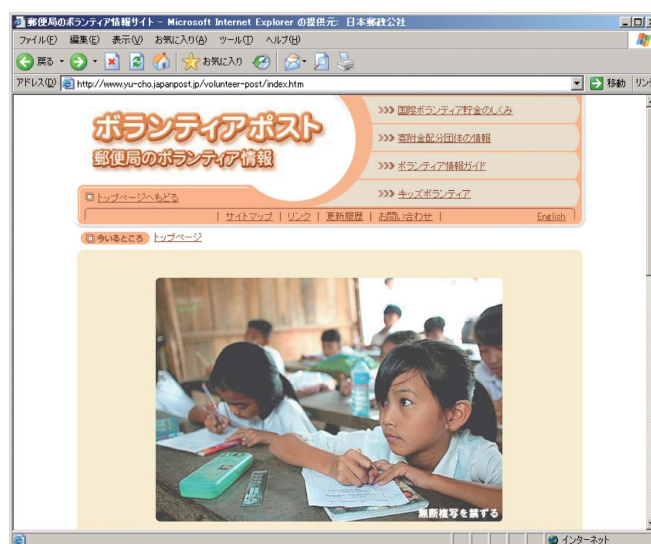 郵便局のボランティア情報サイト - Microsoft Internet Explorer の提供元: 日本郵政公社
ファイル(F) 編集(E) 表示(V) お気に入り(A) ツール(T) ヘルプ(H)
戻る お気に入り
アドレス(D) http://www.yu-cho.japanpost.jp/volunteer-post/index.htm 移動 リンク
ボランティアポスト
郵便局のボランティア情報
>>> 国際ボランティア貯金のしくみ
>>> 寄附金配分団体の情報
>>> ボランティア情報ガイド
>>> キッズボランティア
トップページへもどる
| サイトマップ | リンク | 更新履歴 | お問い合わせ | English
今いるところ トップページ
無断複写を禁ずる
インターネット